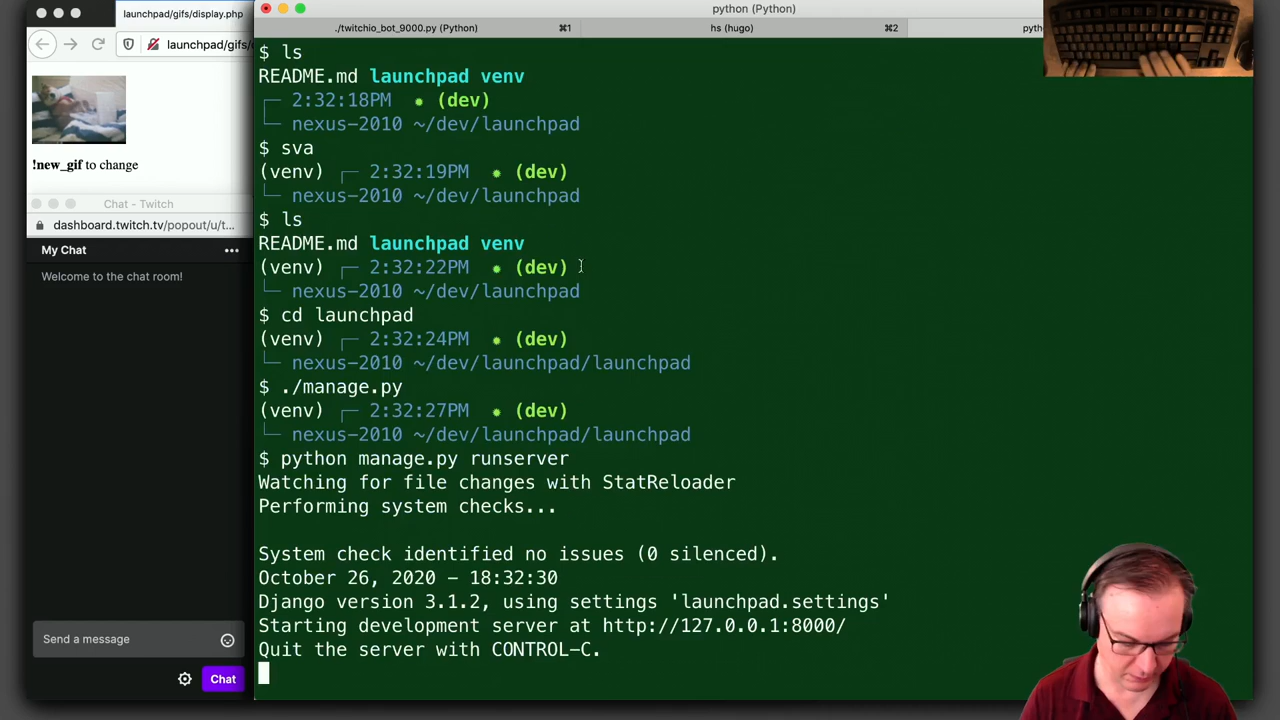 launchpad/gifs/display.php
launchpad/gifs/
!new_gif to change
Chat - Twitch
dashboard.twitch.tv/popout/u/t...
My Chat
Welcome to the chat room!
Send a message
Chat
python (Python)
./twitchio_bot_9000.py (Python) ⌘1
hs (hugo) ⌘2
pyth
$ ls
README.md launchpad venv
2:32:18PM (dev)
nexus-2010 ~/dev/launchpad
$ sva
(venv) 2:32:19PM (dev)
nexus-2010 ~/dev/launchpad
$ ls
README.md launchpad venv
(venv) 2:32:22PM (dev)
nexus-2010 ~/dev/launchpad
$ cd launchpad
(venv) 2:32:24PM (dev)
nexus-2010 ~/dev/launchpad/launchpad
$ ./manage.py
(venv) 2:32:27PM (dev)
nexus-2010 ~/dev/launchpad/launchpad
$ python manage.py runserver
Watching for file changes with StatReloader
Performing system checks...
System check identified no issues (0 silenced).
October 26, 2020 - 18:32:30
Django version 3.1.2, using settings 'launchpad.settings'
Starting development server at http://127.0.0.1:8000/
Quit the server with CONTROL-C.